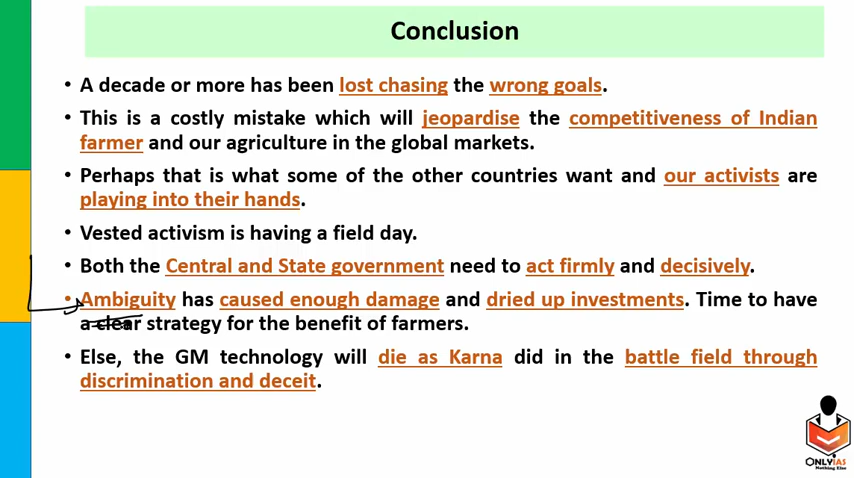 Conclusion
• A decade or more has been lost chasing the wrong goals.
• This is a costly mistake which will jeopardise the competitiveness of Indian
farmer and our agriculture in the global markets.
• Perhaps that is what some of the other countries want and our activists are
playing into their hands.
• Vested activism is having a field day.
• Both the Central and State government need to act firmly and decisively.
• Ambiguity has caused enough damage and dried up investments. Time to have
a clear strategy for the benefit of farmers.
• Else, the GM technology will die as Karna did in the battle field through
discrimination and deceit.
ONLYIAS
Nothing Else